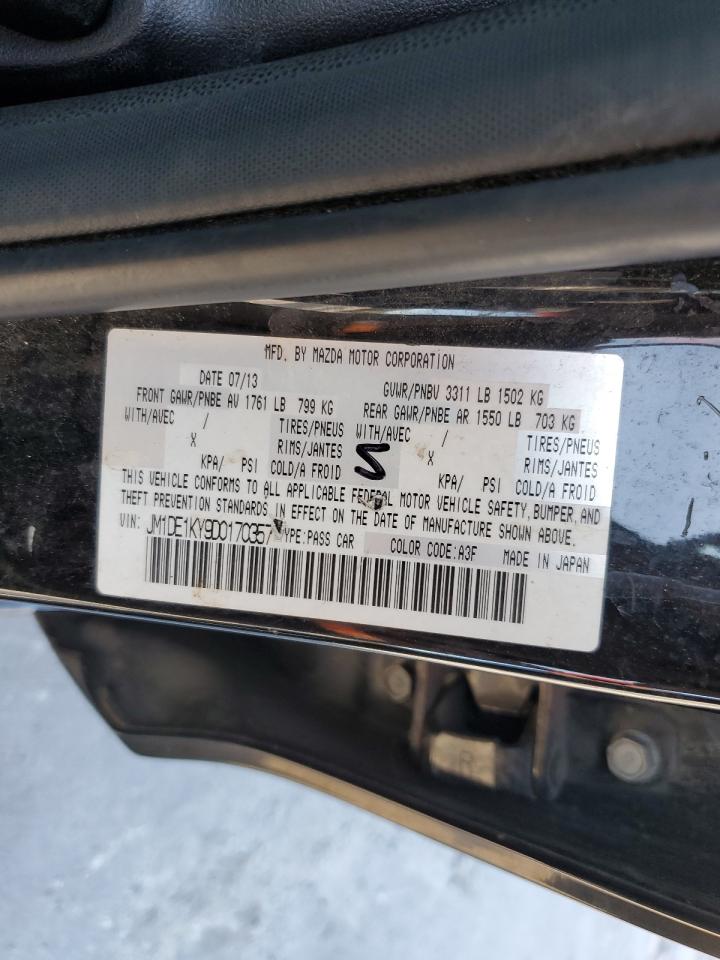 MFD. BY MAZDA MOTOR CORPORATION
DATE 07/13 GVWR/PNBV 3311 LB 1502 KG
FRONT GAWR/PNBE AV 1761 LB 799 KG REAR GAWR/PNBE AR 1550 LB 703 KG
WITH/AVEC / TIRES/PNEUS WITH/AVEC / TIRES/PNEUS
X RIMS/JANTES X RIMS/JANTES
KPA/ PSI COLD/A FROID S KPA/ PSI COLD/A FROID
THIS VEHICLE CONFORMS TO ALL APPLICABLE FEDERAL MOTOR VEHICLE SAFETY, BUMPER, AND
THEFT PREVENTION STANDARDS IN EFFECT ON THE DATE OF MANUFACTURE SHOWN ABOVE.
VIN: JM1DE1KY9D0170357 TYPE:PASS CAR COLOR CODE:A3F MADE IN JAPAN
R